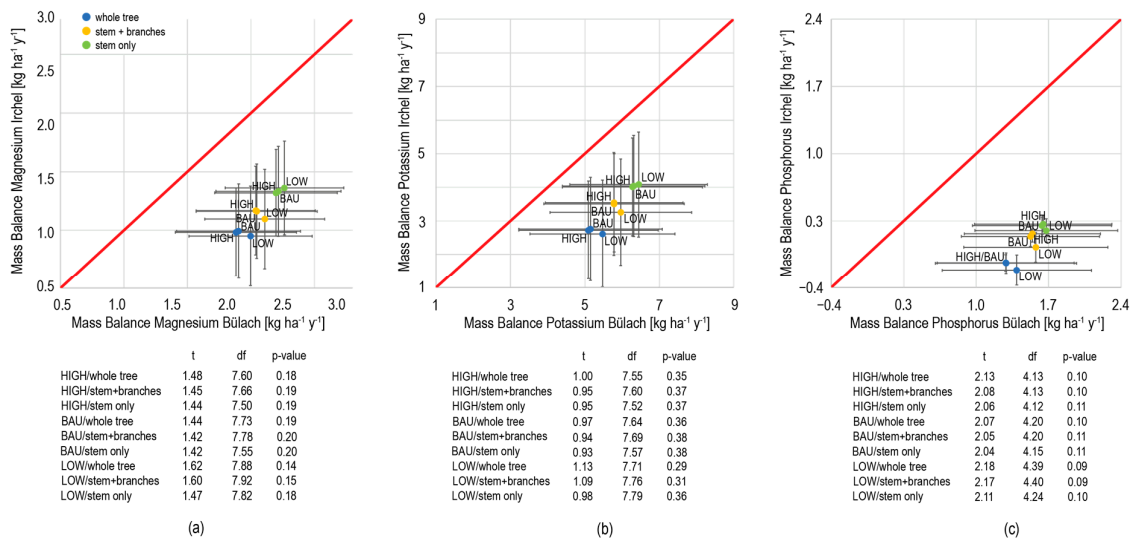 whole tree
stem + branches
stem only
Mass Balance Magnesium Irchel [kg ha⁻¹ y⁻¹]
3.0
2.5
2.0
1.5
1.0
0.5
HIGH
LOW
BAU
HIGH
BAU
LOW
BAU
HIGH
LOW
0.5 1.0 1.5 2.0 2.5 3.0
Mass Balance Magnesium Bülach [kg ha⁻¹ y⁻¹]
t df p-value
HIGH/whole tree 1.48 7.60 0.18
HIGH/stem+branches 1.45 7.66 0.19
HIGH/stem only 1.44 7.50 0.19
BAU/whole tree 1.44 7.73 0.19
BAU/stem+branches 1.42 7.78 0.20
BAU/stem only 1.42 7.55 0.20
LOW/whole tree 1.62 7.88 0.14
LOW/stem+branches 1.60 7.92 0.15
LOW/stem only 1.47 7.82 0.18
(a)
Mass Balance Potassium Irchel [kg ha⁻¹ y⁻¹]
9
7
5
4
3
2
1
HIGH
LOW
BAU
HIGH
BAU
LOW
BAU
HIGH
LOW
1 3 5 6 7 9
Mass Balance Potassium Bülach [kg ha⁻¹ y⁻¹]
t df p-value
HIGH/whole tree 1.00 7.55 0.35
HIGH/stem+branches 0.95 7.60 0.37
HIGH/stem only 0.95 7.52 0.37
BAU/whole tree 0.97 7.64 0.36
BAU/stem+branches 0.94 7.69 0.38
BAU/stem only 0.93 7.57 0.38
LOW/whole tree 1.13 7.71 0.29
LOW/stem+branches 1.09 7.76 0.31
LOW/stem only 0.98 7.79 0.36
(b)
Mass Balance Phosphorus Irchel [kg ha⁻¹ y⁻¹]
2.4
1.7
1.0
0.3
−0.4
HIGH
BAU LOW
BAU HIGH
HIGH/BAU LOW
LOW
−0.4 0.3 1.0 1.7 2.4
Mass Balance Phosphorus Bülach [kg ha⁻¹ y⁻¹]
t df p-value
HIGH/whole tree 2.13 4.13 0.10
HIGH/stem+branches 2.08 4.13 0.10
HIGH/stem only 2.06 4.12 0.11
BAU/whole tree 2.07 4.20 0.10
BAU/stem+branches 2.05 4.20 0.11
BAU/stem only 2.04 4.15 0.11
LOW/whole tree 2.18 4.39 0.09
LOW/stem+branches 2.17 4.40 0.09
LOW/stem only 2.11 4.24 0.10
(c)